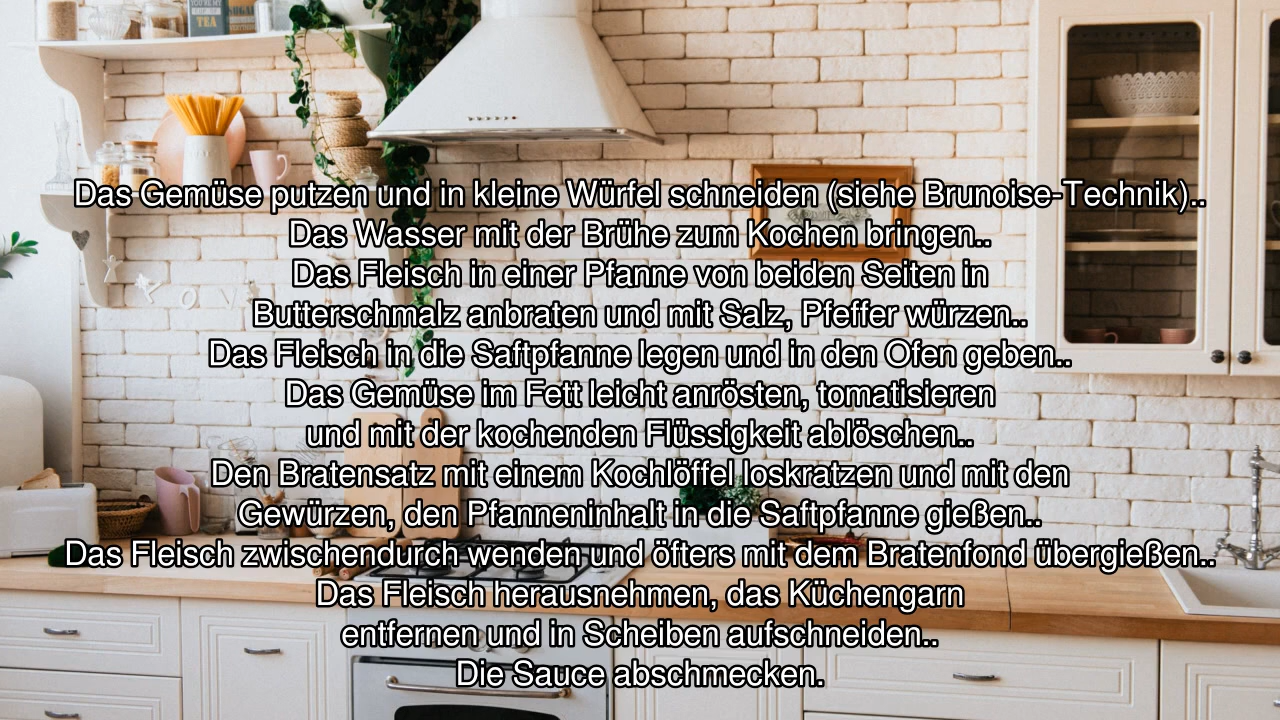 TEA
SUGAR
Das Gemüse putzen und in kleine Würfel schneiden (siehe Brunoise-Technik)..
Das Wasser mit der Brühe zum Kochen bringen..
Das Fleisch in einer Pfanne von beiden Seiten in
Butterschmalz anbraten und mit Salz, Pfeffer würzen..
Das Fleisch in die Saftpfanne legen und in den Ofen geben..
Das Gemüse im Fett leicht anrösten, tomatisieren
und mit der kochenden Flüssigkeit ablöschen..
Den Bratensatz mit einem Kochlöffel loskratzen und mit den
Gewürzen, den Pfanneninhalt in die Saftpfanne gießen..
Das Fleisch zwischendurch wenden und öfters mit dem Bratenfond übergießen..
Das Fleisch herausnehmen, das Küchengarn
entfernen und in Scheiben aufschneiden..
Die Sauce abschmecken.